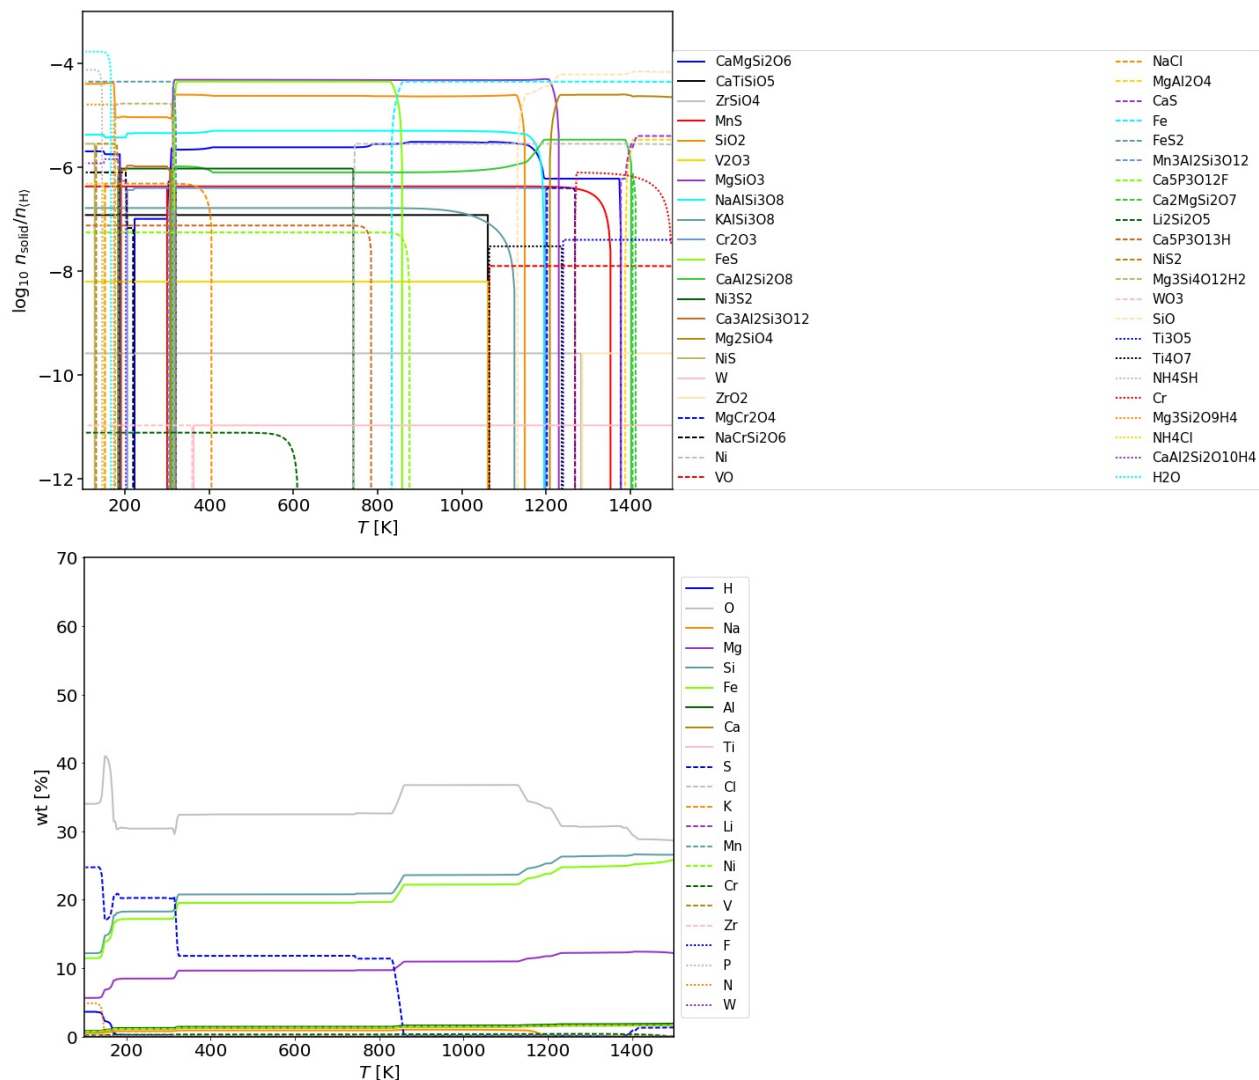 log₁₀ n_solid/n⟨H⟩
−4
−6
−8
−10
−12
200 400 600 800 1000 1200 1400
T [K]
CaMgSi2O6
CaTiSiO5
ZrSiO4
MnS
SiO2
V2O3
MgSiO3
NaAlSi3O8
KAlSi3O8
Cr2O3
FeS
CaAl2Si2O8
Ni3S2
Ca3Al2Si3O12
Mg2SiO4
NiS
W
ZrO2
MgCr2O4
NaCrSi2O6
Ni
VO
NaCl
MgAl2O4
CaS
Fe
FeS2
Mn3Al2Si3O12
Ca5P3O12F
Ca2MgSi2O7
Li2Si2O5
Ca5P3O13H
NiS2
Mg3Si4O12H2
WO3
SiO
Ti3O5
Ti4O7
NH4SH
Cr
Mg3Si2O9H4
NH4Cl
CaAl2Si2O10H4
H2O
wt [%]
70
60
50
40
30
20
10
0
200 400 600 800 1000 1200 1400
T [K]
H
O
Na
Mg
Si
Fe
Al
Ca
Ti
S
Cl
K
Li
Mn
Ni
Cr
V
Zr
F
P
N
W